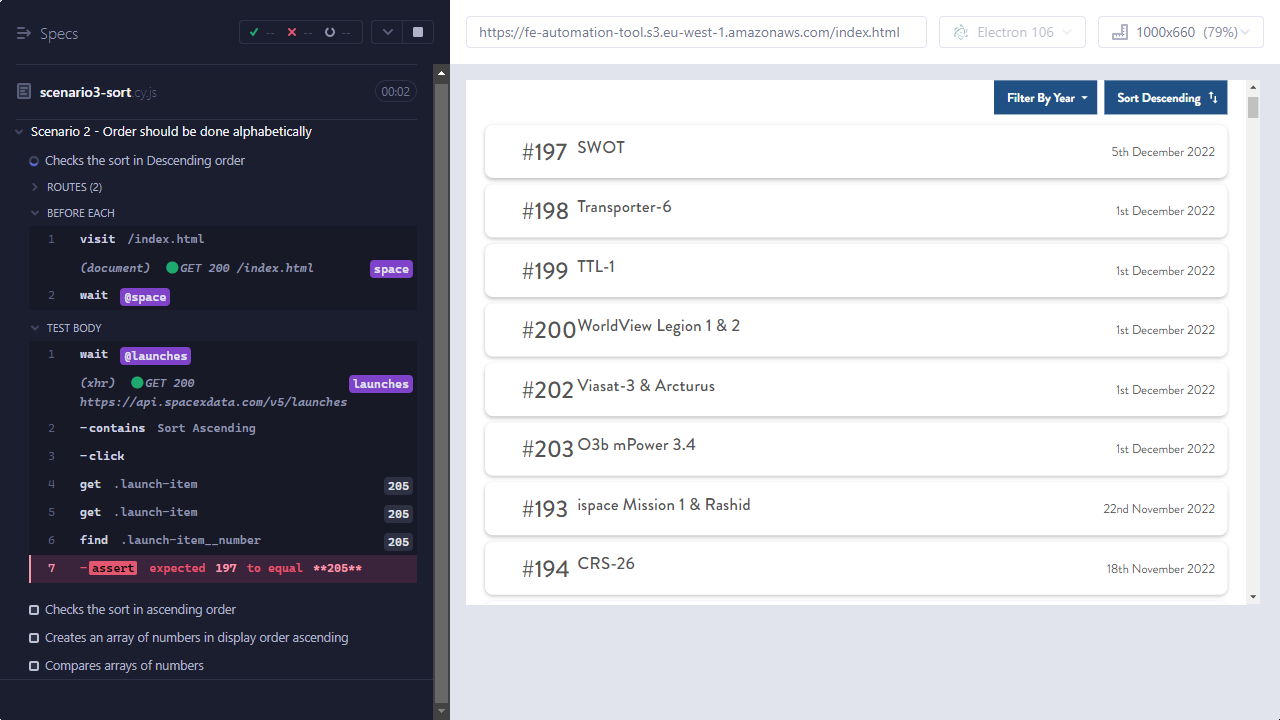 Specs
-- -- --
scenario3-sort.cy.js 00:02
Scenario 2 - Order should be done alphabetically
Checks the sort in Descending order
ROUTES (2)
BEFORE EACH
1 visit /index.html
(document) GET 200 /index.html space
2 wait @space
TEST BODY
1 wait @launches
(xhr) GET 200 launches
https://api.spacexdata.com/v5/launches
2 -contains Sort Ascending
3 -click
4 get .launch-item 205
5 get .launch-item 205
6 find .launch-item__number 205
7 -assert expected 197 to equal **205**
Checks the sort in ascending order
Creates an array of numbers in display order ascending
Compares arrays of numbers
https://fe-automation-tool.s3.eu-west-1.amazonaws.com/index.html
Electron 106
1000x660 (79%)
Filter By Year
Sort Descending
#197 SWOT 5th December 2022
#198 Transporter-6 1st December 2022
#199 TTL-1 1st December 2022
#200 WorldView Legion 1 & 2 1st December 2022
#202 Viasat-3 & Arcturus 1st December 2022
#203 O3b mPower 3.4 1st December 2022
#193 ispace Mission 1 & Rashid 22nd November 2022
#194 CRS-26 18th November 2022